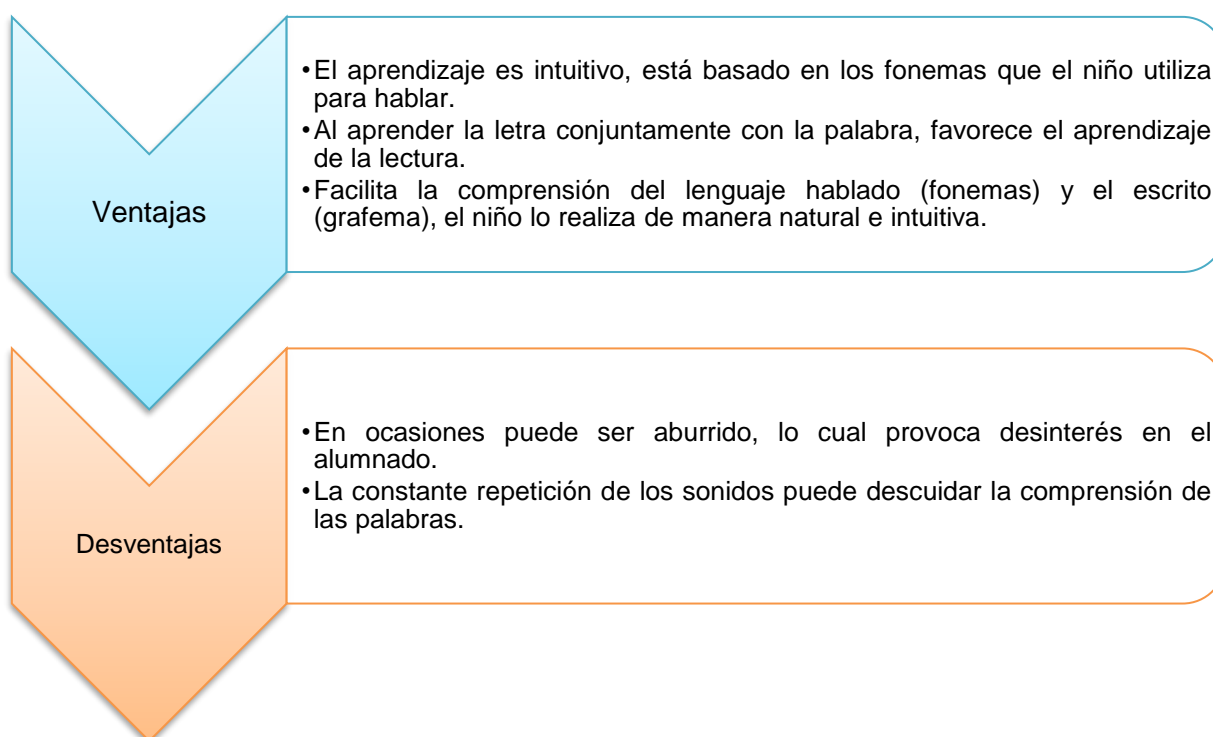 Ventajas
•El aprendizaje es intuitivo, está basado en los fonemas que el niño utiliza
para hablar.
•Al aprender la letra conjuntamente con la palabra, favorece el aprendizaje
de la lectura.
•Facilita la comprensión del lenguaje hablado (fonemas) y el escrito
(grafema), el niño lo realiza de manera natural e intuitiva.
Desventajas
•En ocasiones puede ser aburrido, lo cual provoca desinterés en el
alumnado.
•La constante repetición de los sonidos puede descuidar la comprensión de
las palabras.